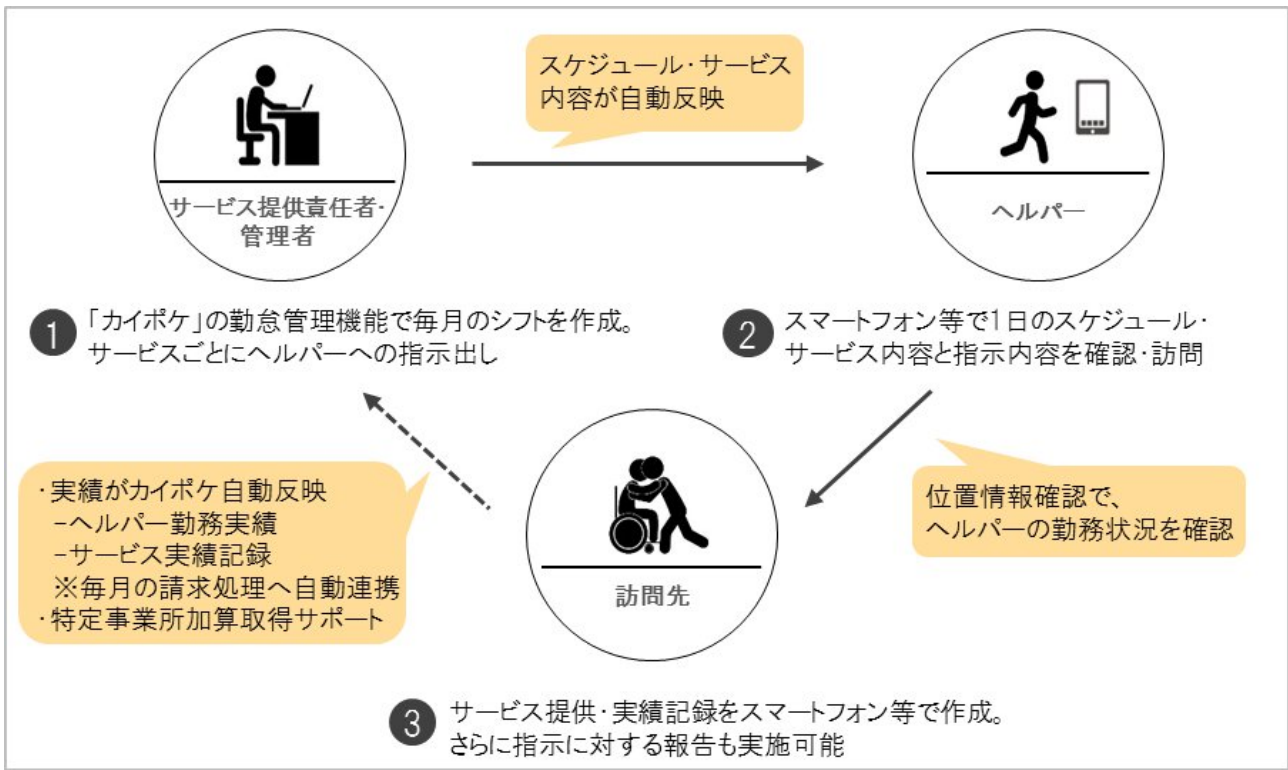 スケジュール・サービス
内容が自動反映
サービス提供責任者・
管理者
ヘルパー
1
「カイポケ」の勤怠管理機能で毎月のシフトを作成。
サービスごとにヘルパーへの指示出し
2
スマートフォン等で1日のスケジュール・
サービス内容と指示内容を確認・訪問
・実績がカイポケ自動反映
-ヘルパー勤務実績
-サービス実績記録
※毎月の請求処理へ自動連携
・特定事業所加算取得サポート
位置情報確認で、
ヘルパーの勤務状況を確認
訪問先
3
サービス提供・実績記録をスマートフォン等で作成。
さらに指示に対する報告も実施可能